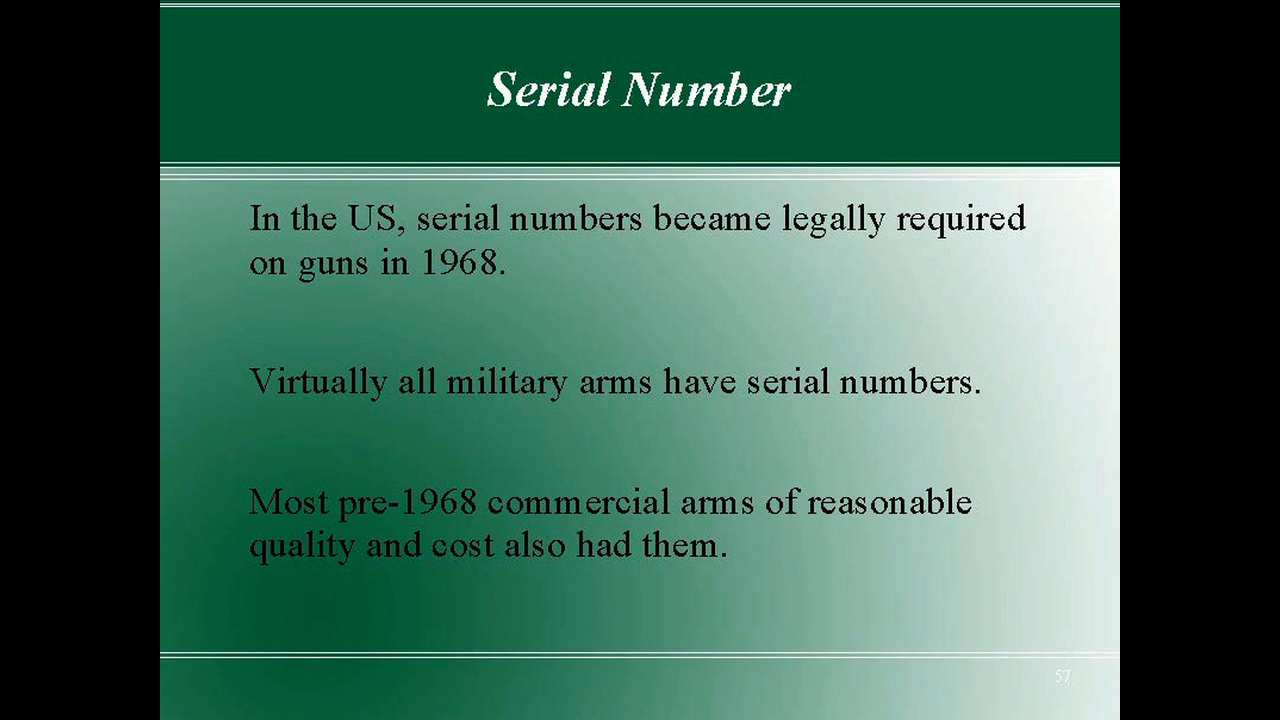 Serial Number
In the US, serial numbers became legally required
on guns in 1968.
Virtually all military arms have serial numbers.
Most pre-1968 commercial arms of reasonable
quality and cost also had them.
57